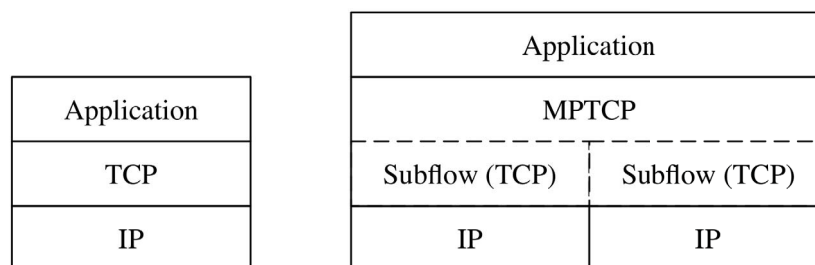 Application
TCP
IP
Application
MPTCP
Subflow (TCP) Subflow (TCP)
IP IP